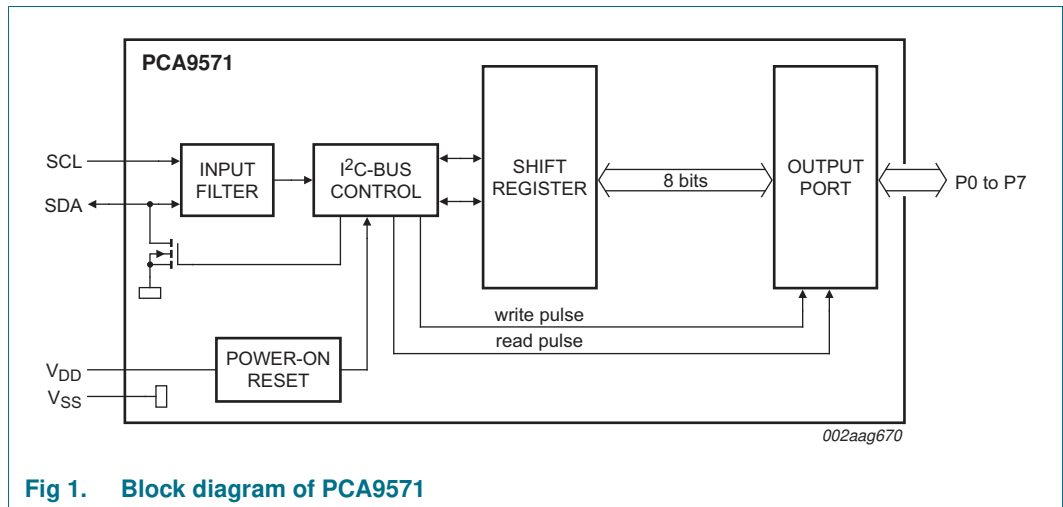 PCA9571
SCL
SDA
INPUT
FILTER
I²C-BUS
CONTROL
SHIFT
REGISTER
8 bits
OUTPUT
PORT
P0 to P7
write pulse
read pulse
POWER-ON
RESET
VDD
VSS
002aag670
Fig 1. Block diagram of PCA9571